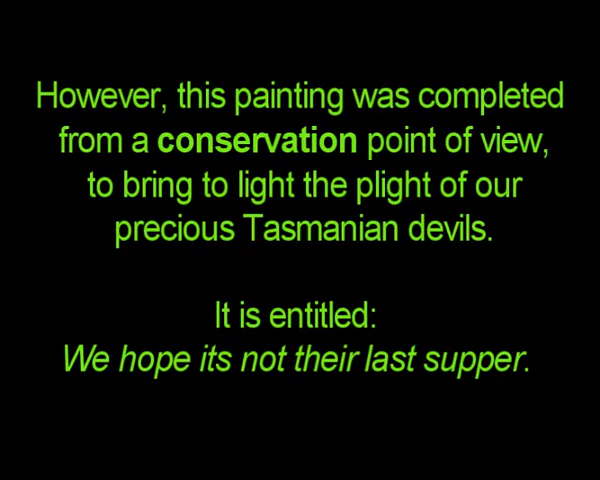 However, this painting was completed
from a conservation point of view,
to bring to light the plight of our
precious Tasmanian devils.
It is entitled:
We hope its not their last supper.